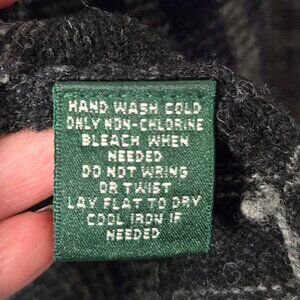 HAND WASH COLD
ONLY NON-CHLORINE
BLEACH WHEN
NEEDED
DO NOT WRING
OR TWIST
LAY FLAT TO DRY
COOL IRON IF
NEEDED